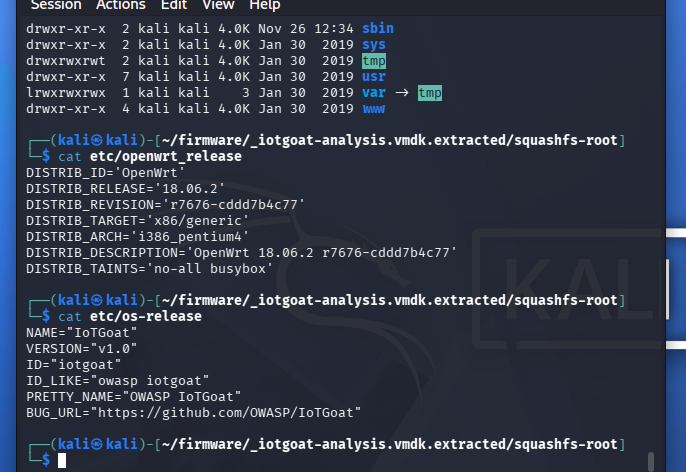 Session Actions Edit View Help
drwxr-xr-x 2 kali kali 4.0K Nov 26 12:34 sbin
drwxr-xr-x 2 kali kali 4.0K Jan 30 2019 sys
drwxrwxrwt 2 kali kali 4.0K Jan 30 2019 tmp
drwxr-xr-x 7 kali kali 4.0K Jan 30 2019 usr
lrwxrwxrwx 1 kali kali 3 Jan 30 2019 var → tmp
drwxr-xr-x 4 kali kali 4.0K Jan 30 2019 www
┌──(kali㉿kali)-[~/firmware/_iotgoat-analysis.vmdk.extracted/squashfs-root]
└─$ cat etc/openwrt_release
DISTRIB_ID='OpenWrt'
DISTRIB_RELEASE='18.06.2'
DISTRIB_REVISION='r7676-cddd7b4c77'
DISTRIB_TARGET='x86/generic'
DISTRIB_ARCH='i386_pentium4'
DISTRIB_DESCRIPTION='OpenWrt 18.06.2 r7676-cddd7b4c77'
DISTRIB_TAINTS='no-all busybox'
┌──(kali㉿kali)-[~/firmware/_iotgoat-analysis.vmdk.extracted/squashfs-root]
└─$ cat etc/os-release
NAME="IoTGoat"
VERSION="v1.0"
ID="iotgoat"
ID_LIKE="owasp iotgoat"
PRETTY_NAME="OWASP IoTGoat"
BUG_URL="https://github.com/OWASP/IoTGoat"
┌──(kali㉿kali)-[~/firmware/_iotgoat-analysis.vmdk.extracted/squashfs-root]
└─$
KALI